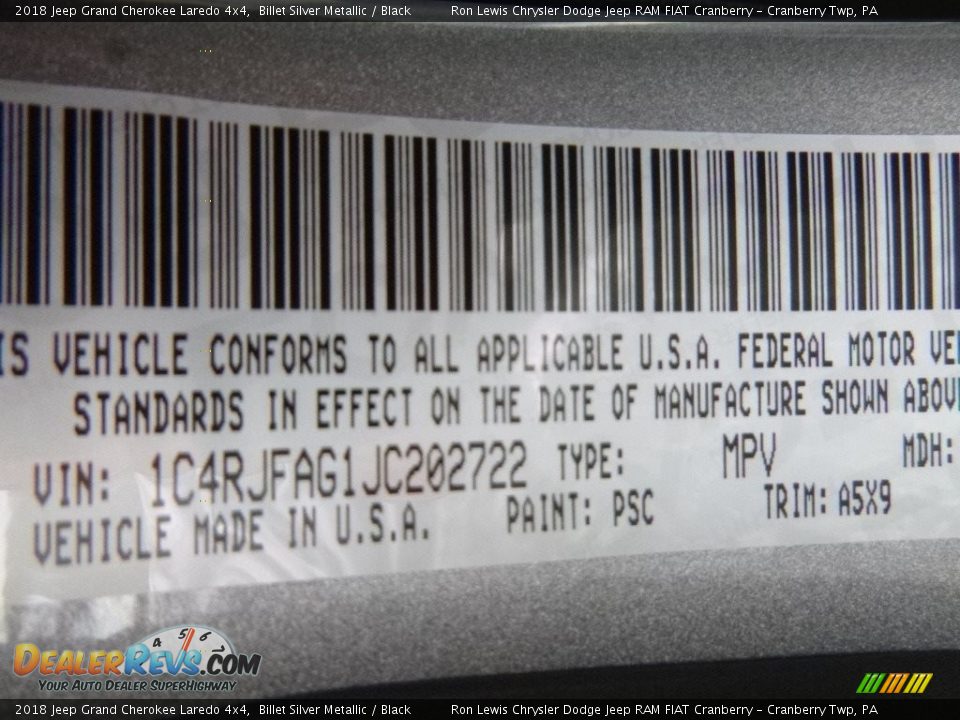 2018 Jeep Grand Cherokee Laredo 4x4, Billet Silver Metallic / Black Ron Lewis Chrysler Dodge Jeep RAM FIAT Cranberry - Cranberry Twp, PA
IS VEHICLE CONFORMS TO ALL APPLICABLE U.S.A. FEDERAL MOTOR VE
STANDARDS IN EFFECT ON THE DATE OF MANUFACTURE SHOWN ABOV
VIN: 1C4RJFAG1JC202722 TYPE: MPV MDH:
VEHICLE MADE IN U.S.A. PAINT: PSC TRIM: A5X9
4 5 6
DEALERREVS.COM
YOUR AUTO DEALER SUPERHIGHWAY
2018 Jeep Grand Cherokee Laredo 4x4, Billet Silver Metallic / Black Ron Lewis Chrysler Dodge Jeep RAM FIAT Cranberry - Cranberry Twp, PA